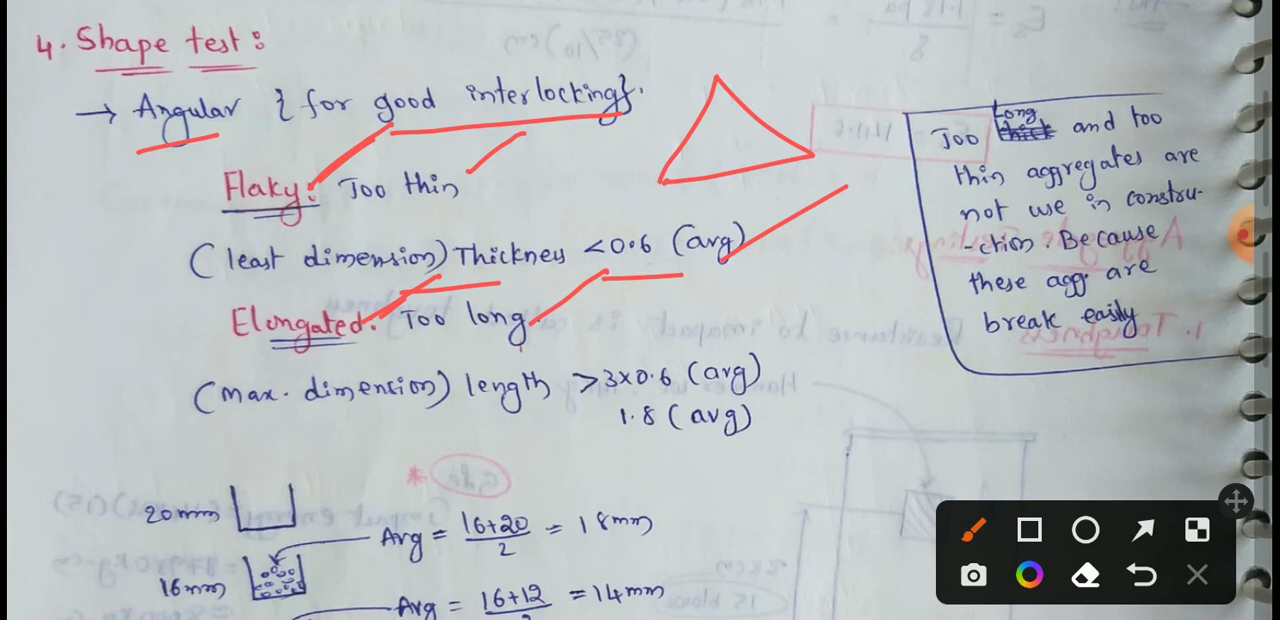 4. Shape test:
→ Angular { for good interlocking}.
Flaky: Too thin
(least dimension) Thickness < 0.6 (avg)
Elongated: Too long
(max. dimension) length > 3x0.6 (avg)
1.8 (avg)
20mm
Avg = 16+20/2 = 18mm
16mm
Avg = 16+12/2 = 14mm
Too Long and too
thin aggregates are
not use in constru-
-ction. Because
these agg. are
break easily